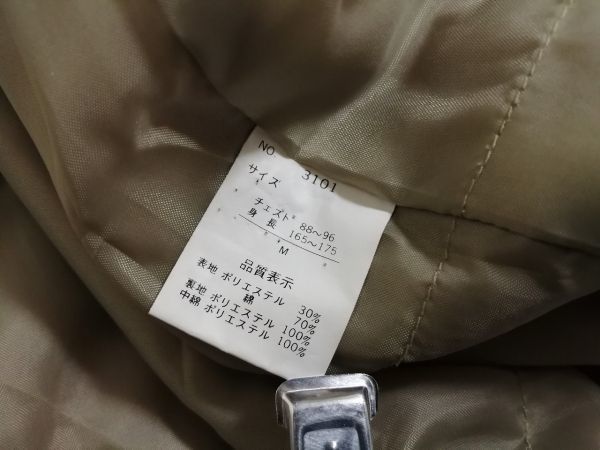 NO 3101
サイズ
チェスト 88～96
身長 165～175
M
品質表示
表地 ポリエステル 30%
綿 70%
裏地 ポリエステル 100%
中綿 ポリエステル 100%